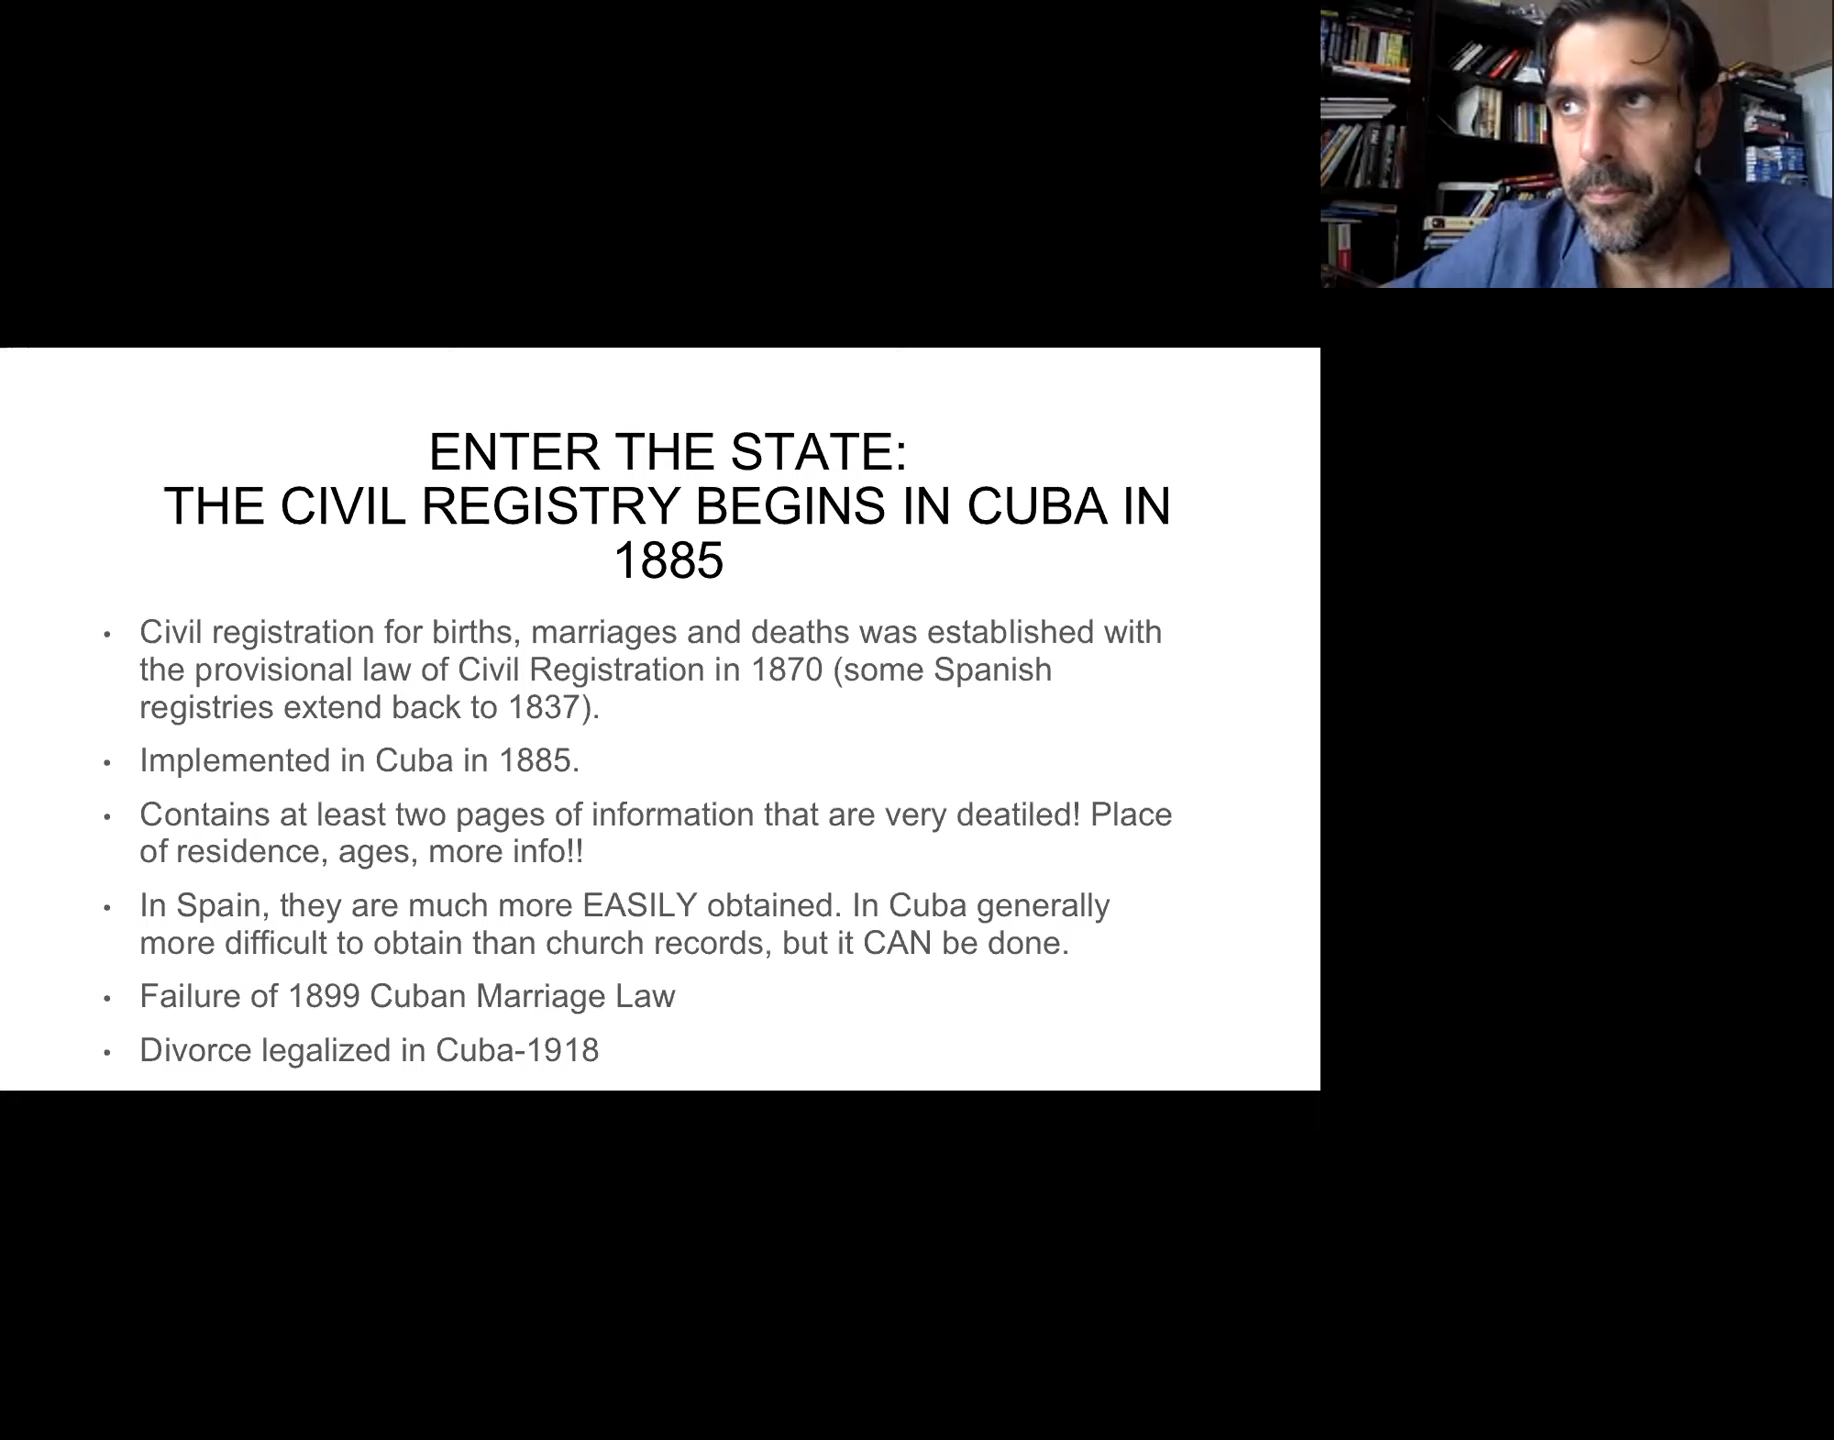 ENTER THE STATE:
THE CIVIL REGISTRY BEGINS IN CUBA IN
1885
• Civil registration for births, marriages and deaths was established with
the provisional law of Civil Registration in 1870 (some Spanish
registries extend back to 1837).
• Implemented in Cuba in 1885.
• Contains at least two pages of information that are very deatiled! Place
of residence, ages, more info!!
• In Spain, they are much more EASILY obtained. In Cuba generally
more difficult to obtain than church records, but it CAN be done.
• Failure of 1899 Cuban Marriage Law
• Divorce legalized in Cuba-1918